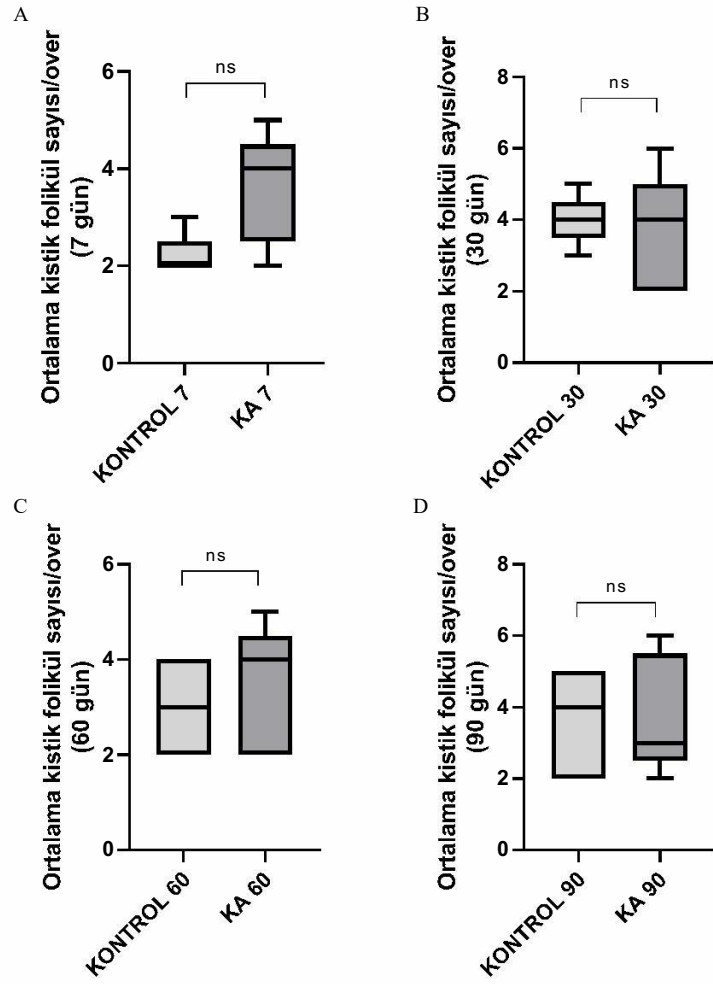 A
Ortalama kistik folikül sayısı/over
(7 gün)
6
4
2
0
ns
KONTROL 7
KA 7
B
Ortalama kistik folikül sayısı/over
(30 gün)
8
6
4
2
0
ns
KONTROL 30
KA 30
C
Ortalama kistik folikül sayısı/over
(60 gün)
6
4
2
0
ns
KONTROL 60
KA 60
D
Ortalama kistik folikül sayısı/over
(90 gün)
8
6
4
2
0
ns
KONTROL 90
KA 90